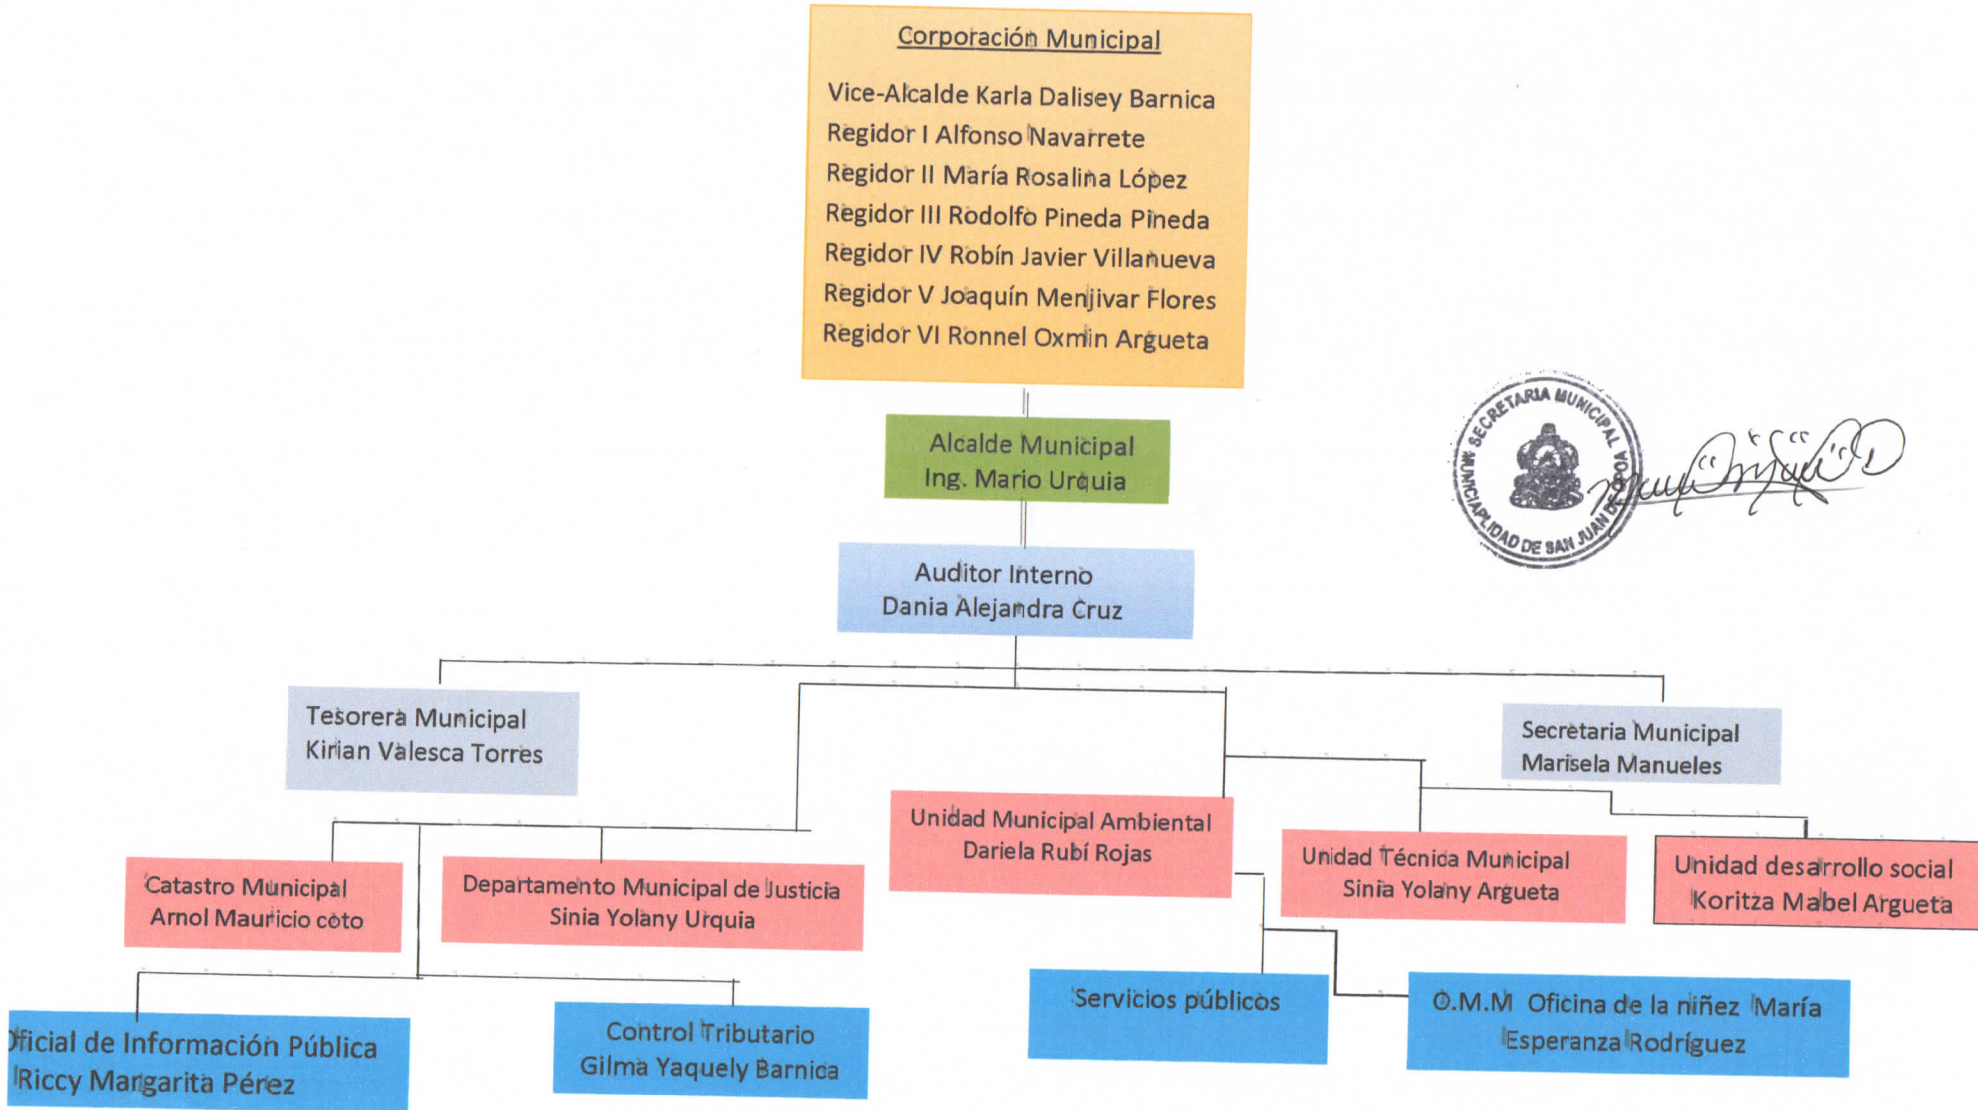 Corporación Municipal
Vice-Alcalde Karla Dalisey Barnica
Regidor I Alfonso Navarrete
Regidor II María Rosalina López
Regidor III Rodolfo Pineda Pineda
Regidor IV Robín Javier Villanueva
Regidor V Joaquín Menjivar Flores
Regidor VI Ronnel Oxmin Argueta
Alcalde Municipal
Ing. Mario Urquia
SECRETARIA MUNICIPAL
MUNICIAPLIDAD DE SAN JUAN DE OPOA
Auditor Interno
Dania Alejandra Cruz
Tesorera Municipal
Kirian Valesca Torres
Secretaria Municipal
Marisela Manueles
Unidad Municipal Ambiental
Dariela Rubí Rojas
Unidad Técnica Municipal
Sinia Yolany Argueta
Unidad desarrollo social
Koritza Mabel Argueta
Catastro Municipal
Arnol Mauricio coto
Departamento Municipal de Justicia
Sinia Yolany Urquia
Servicios públicos
O.M.M Oficina de la niñez María
Esperanza Rodríguez
Oficial de Información Pública
Riccy Margarita Pérez
Control Tributario
Gilma Yaquely Barnica